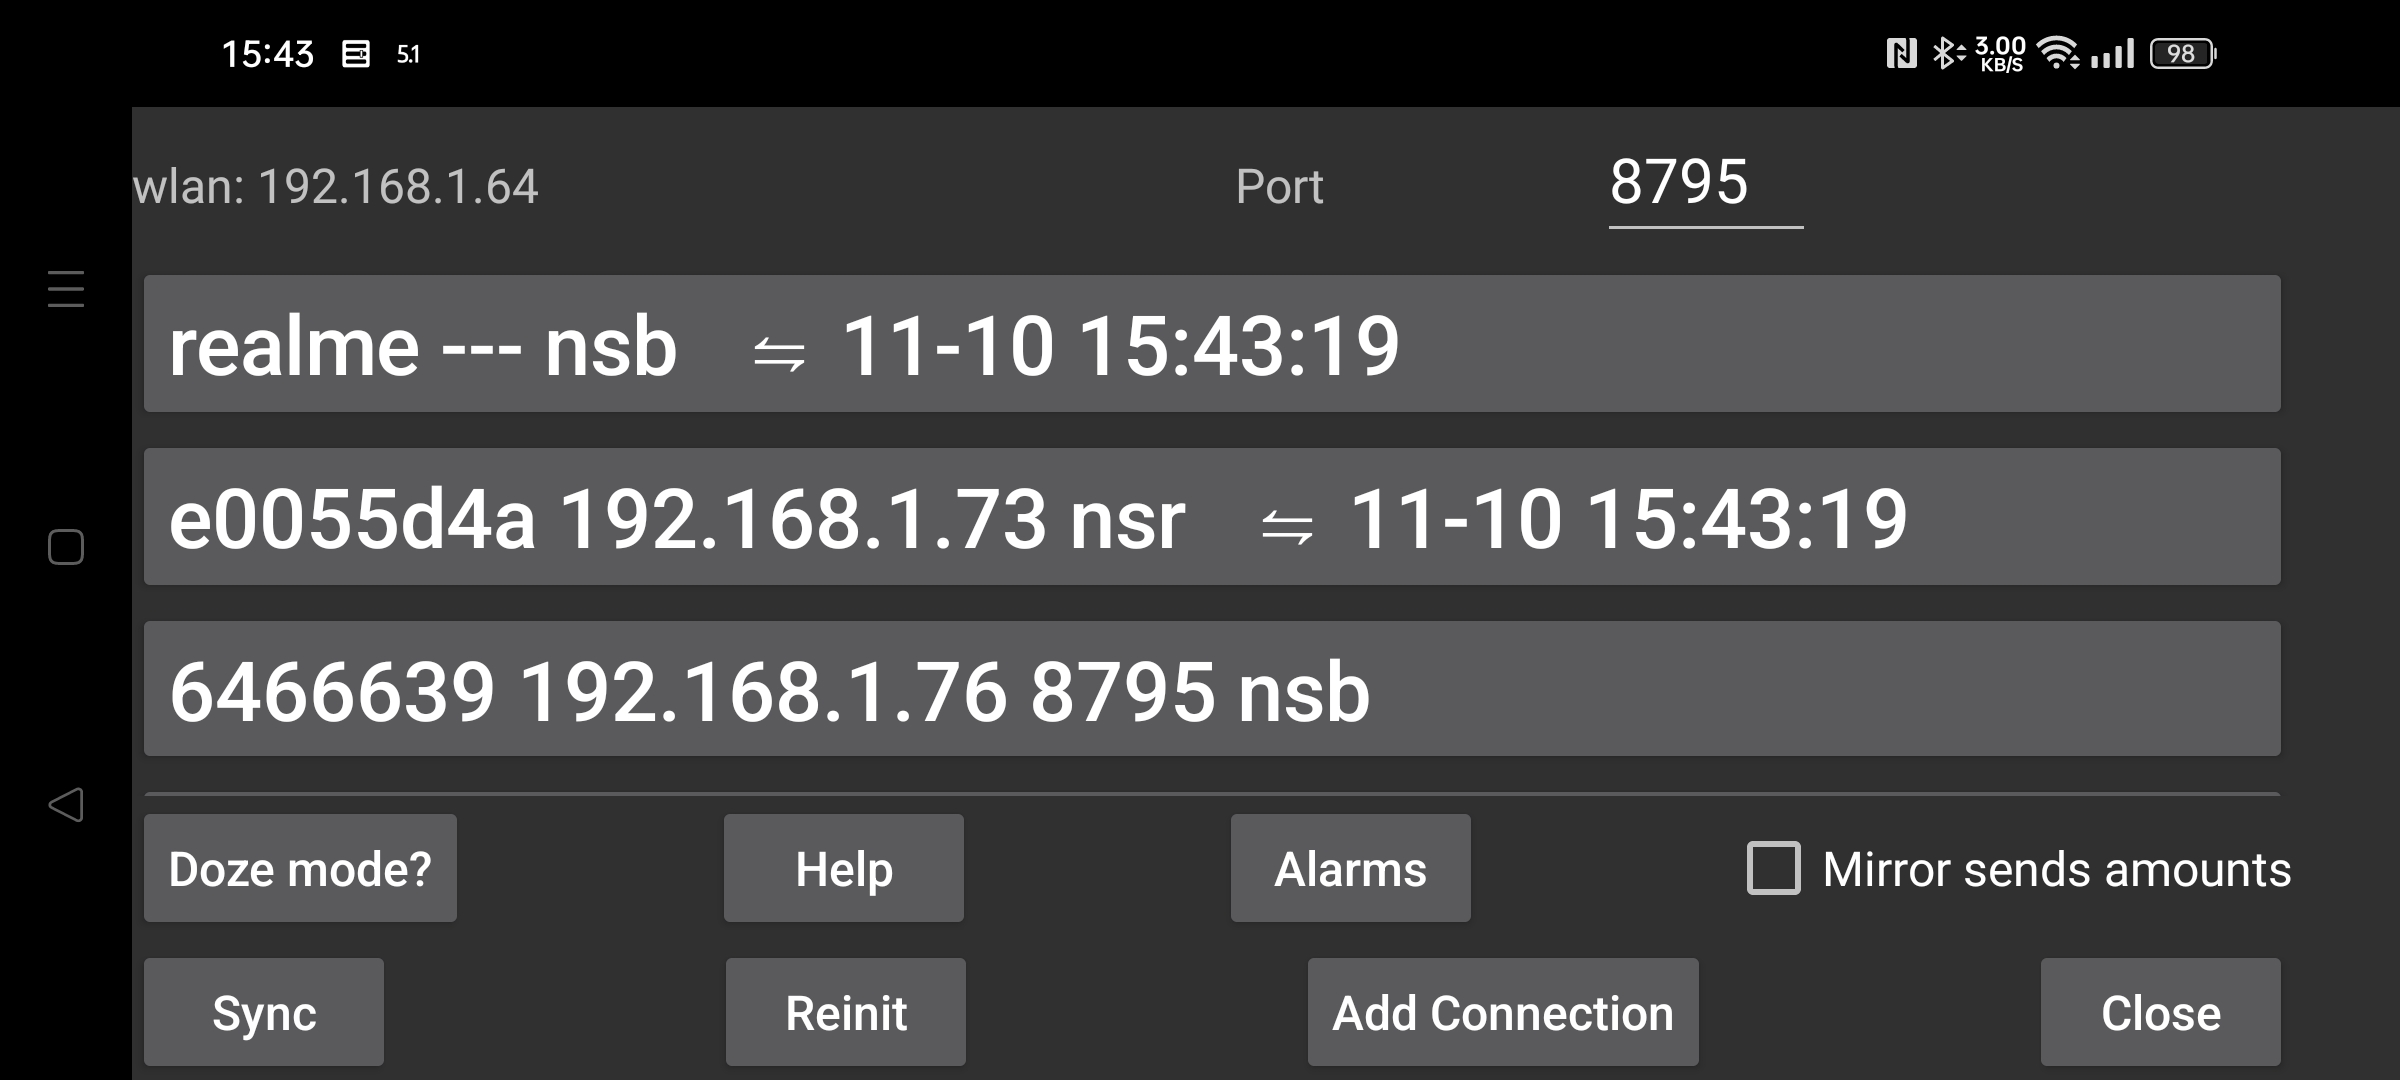 15:43 5.1 3.00 KB/S 98
wlan: 192.168.1.64 Port 8795
realme --- nsb ⇋ 11-10 15:43:19
e0055d4a 192.168.1.73 nsr ⇋ 11-10 15:43:19
6466639 192.168.1.76 8795 nsb
Doze mode? Help Alarms Mirror sends amounts
Sync Reinit Add Connection Close